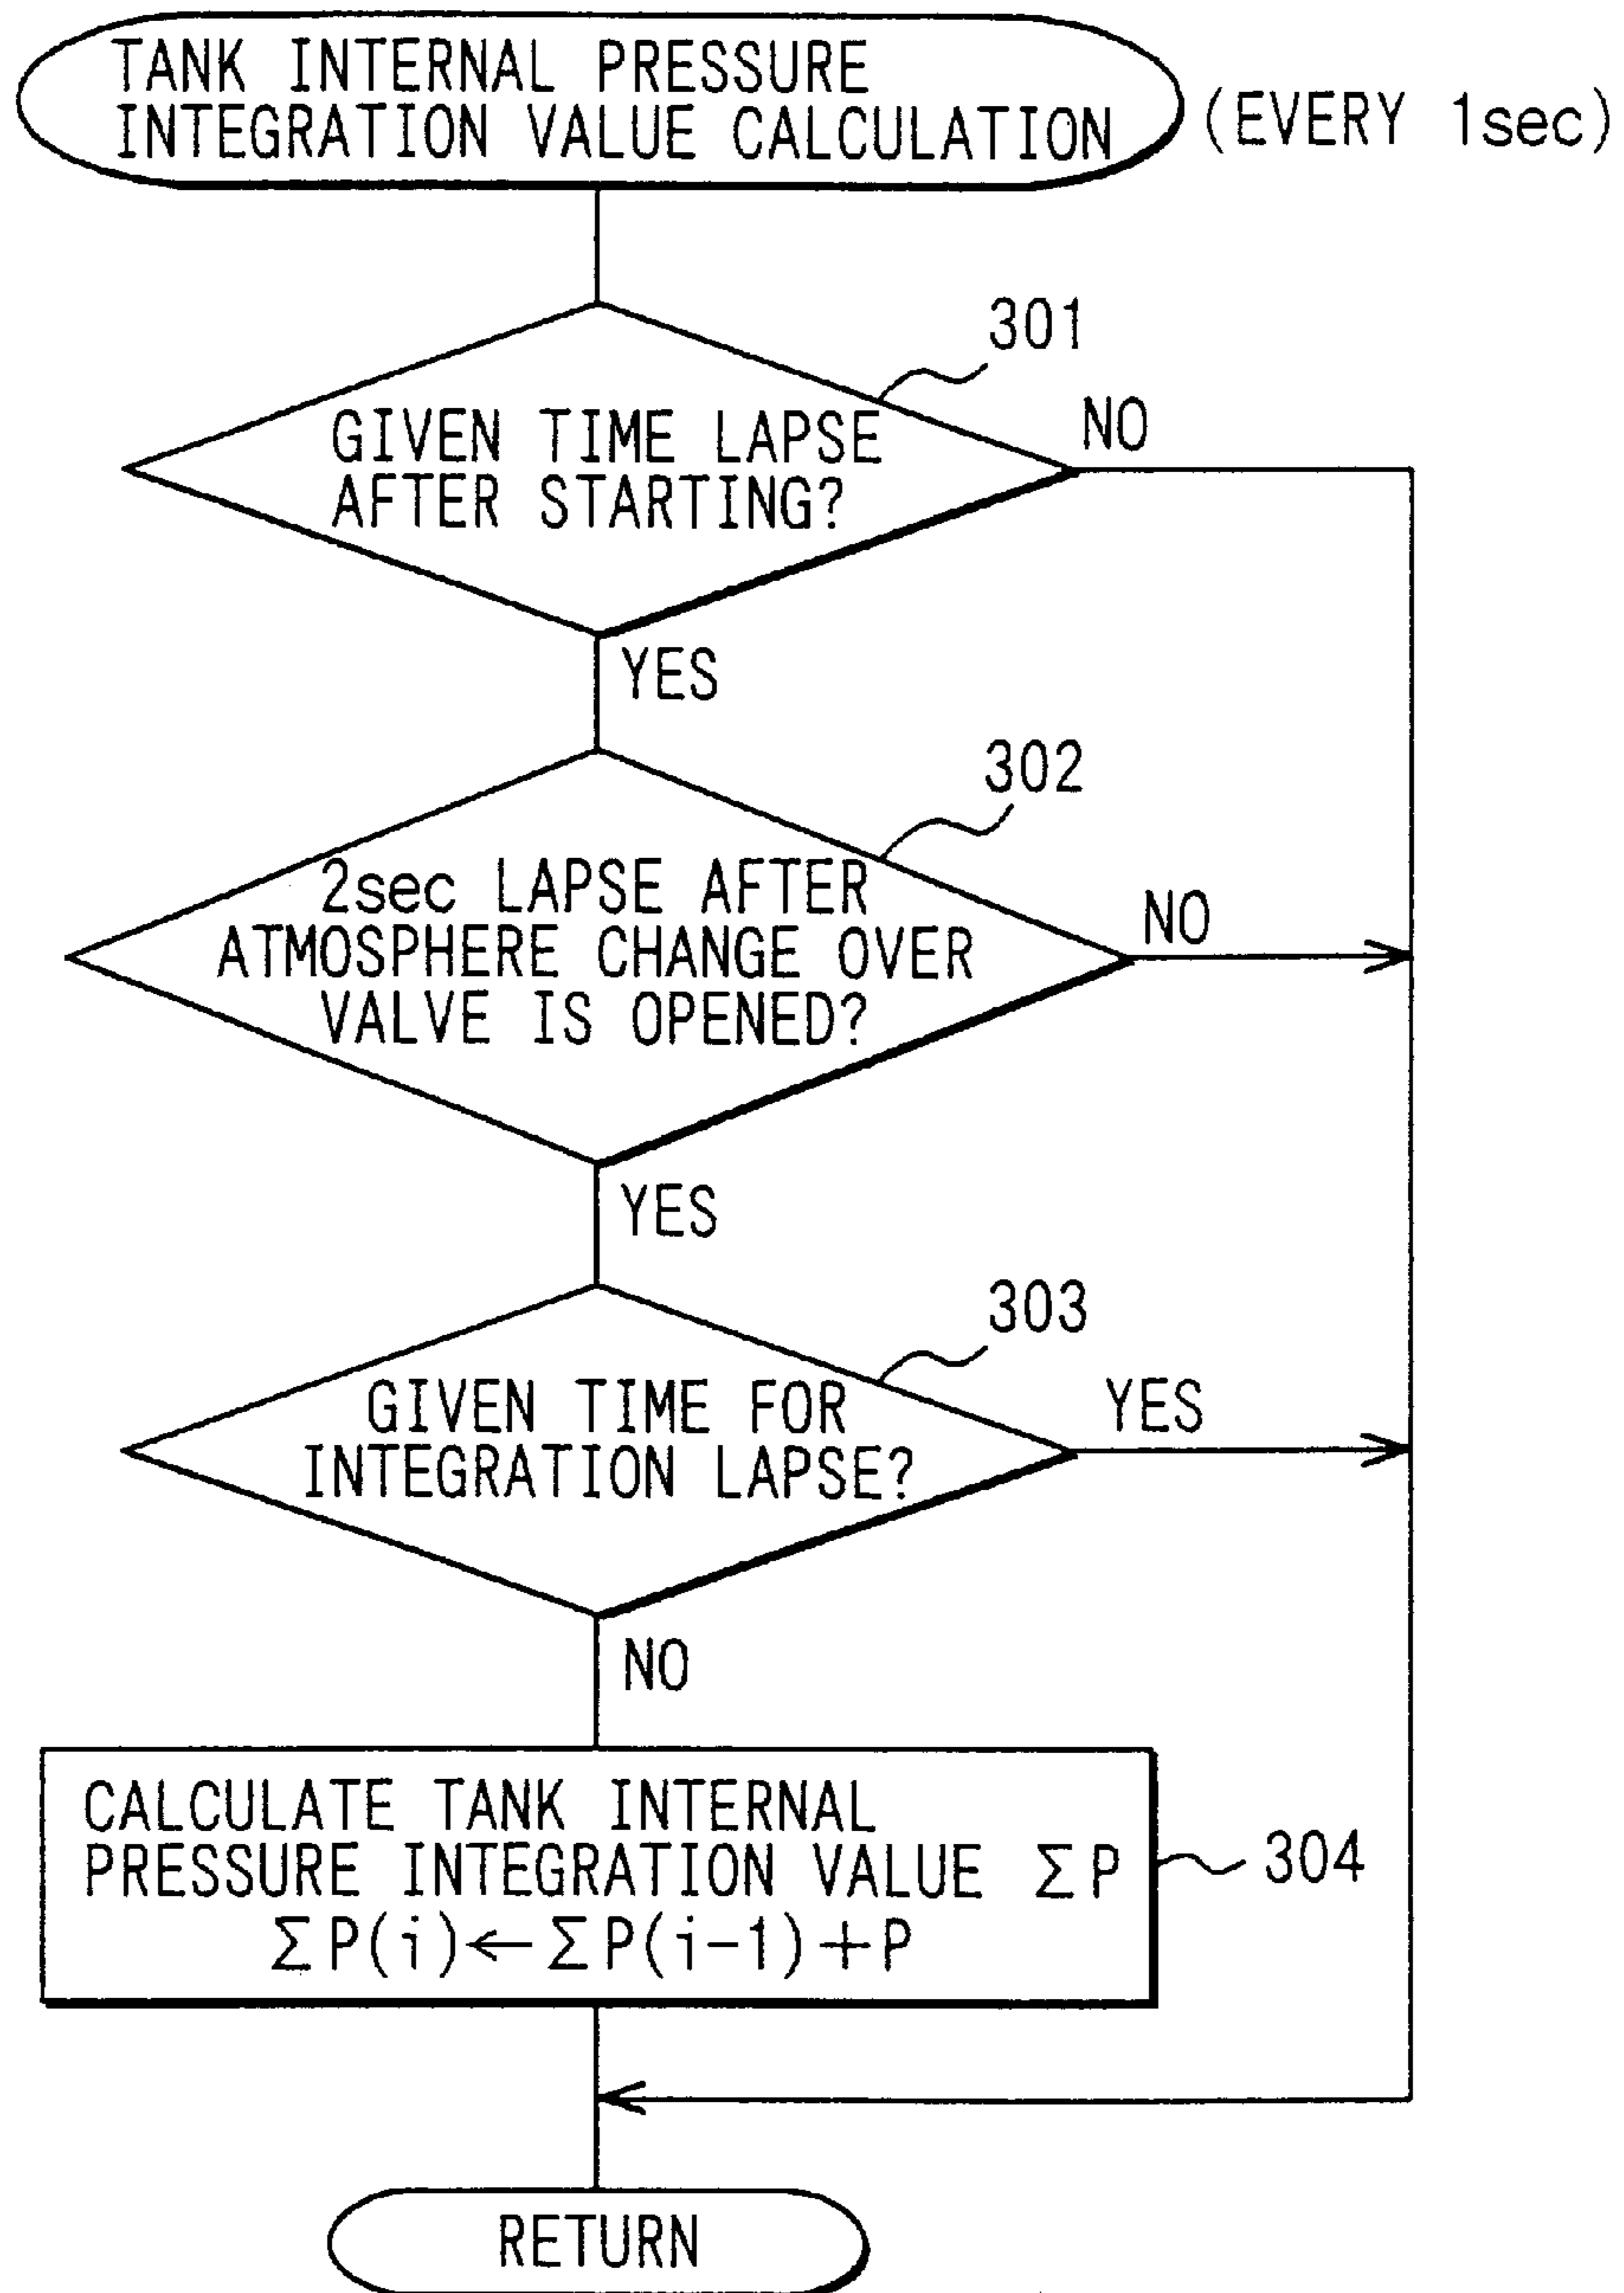 TANK INTERNAL PRESSURE
INTEGRATION VALUE CALCULATION
(EVERY 1sec)
301
GIVEN TIME LAPSE
AFTER STARTING?
NO
YES
302
2sec LAPSE AFTER
ATMOSPHERE CHANGE OVER
VALVE IS OPENED?
NO
YES
303
GIVEN TIME FOR
INTEGRATION LAPSE?
YES
NO
CALCULATE TANK INTERNAL
PRESSURE INTEGRATION VALUE ΣP
ΣP(i)←ΣP(i-1)+P
304
RETURN